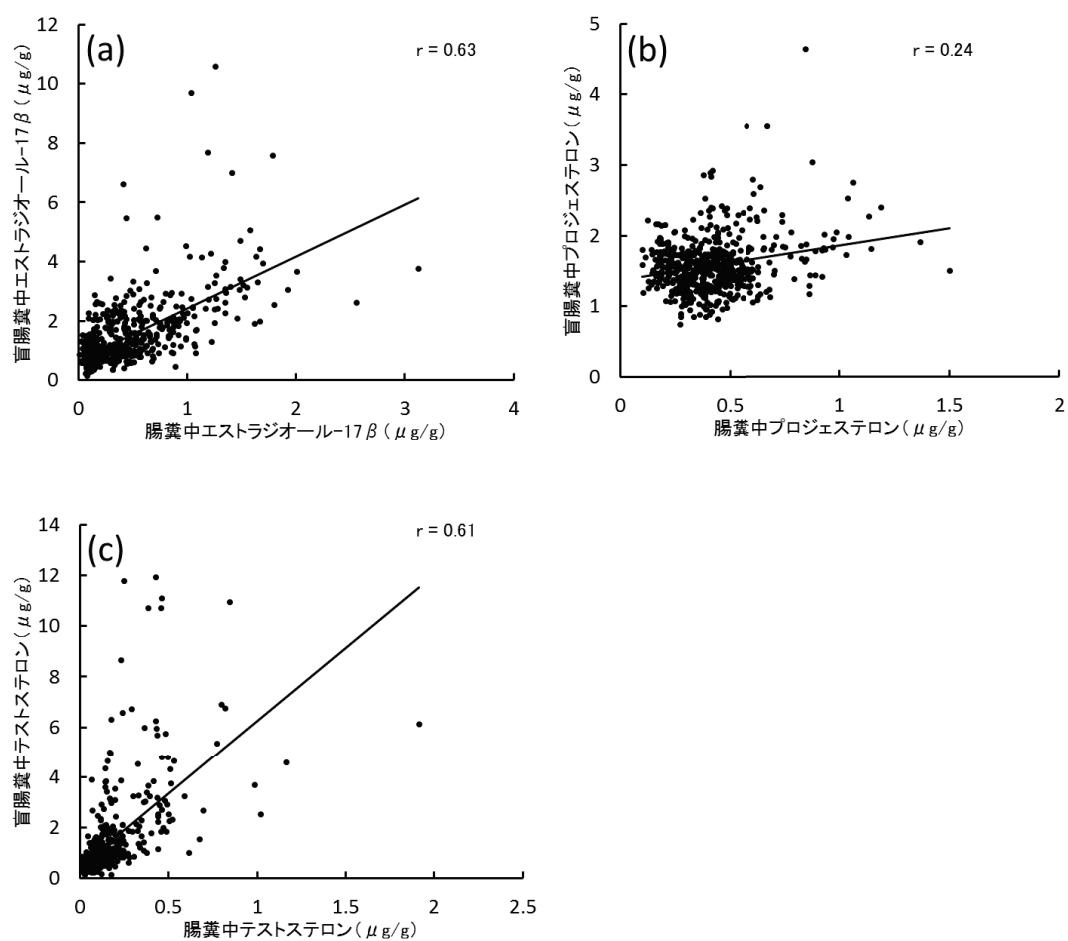 (a)
r = 0.63
盲腸糞中エストラジオール-17β ( μg/g)
12
10
8
6
4
2
0
0 1 2 3 4
腸糞中エストラジオール-17β ( μg/g)
(b)
r = 0.24
盲腸糞中プロジェステロン( μg/g)
5
4
3
2
1
0
0 0.5 1 1.5 2
腸糞中プロジェステロン( μg/g)
(c)
r = 0.61
盲腸糞中テストステロン( μg/g)
14
12
10
8
6
4
2
0
0 0.5 1 1.5 2 2.5
腸糞中テストステロン( μg/g)